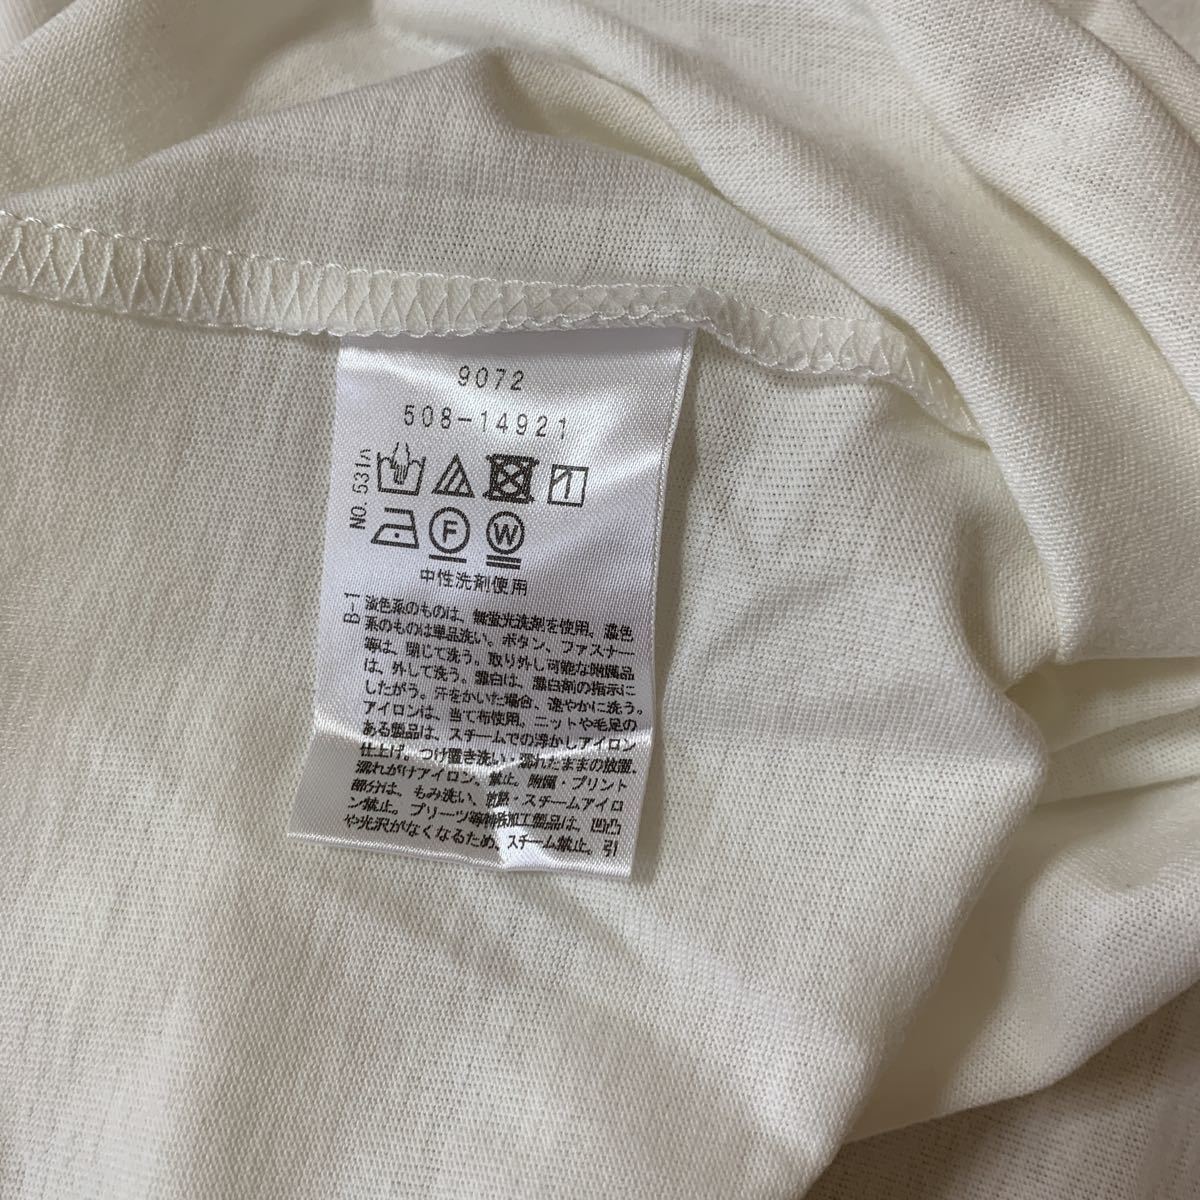 9072
508-14921
NO. 531A
F W
中性洗剤使用
B-1
淡色系のものは、無蛍光洗剤を使用。濃色
系のものは単品洗い。ボタン、ファスナー
等は、閉じて洗う。取り外し可能な附属品
は、外して洗う。漂白は、漂白剤の指示に
したがう。汗をかいた場合、速やかに洗う。
アイロンは、当て布使用。ニットや毛足の
ある製品は、スチームでの浮かしアイロン
仕上げ。つけ置き洗い・濡れたままの放置、
濡れがけアイロン、禁止。附属・プリント
部分は、もみ洗い、加熱・スチームアイロ
ン禁止。プリーツ等特殊加工製品は、凹凸
や光沢がなくなるため、スチーム禁止。引